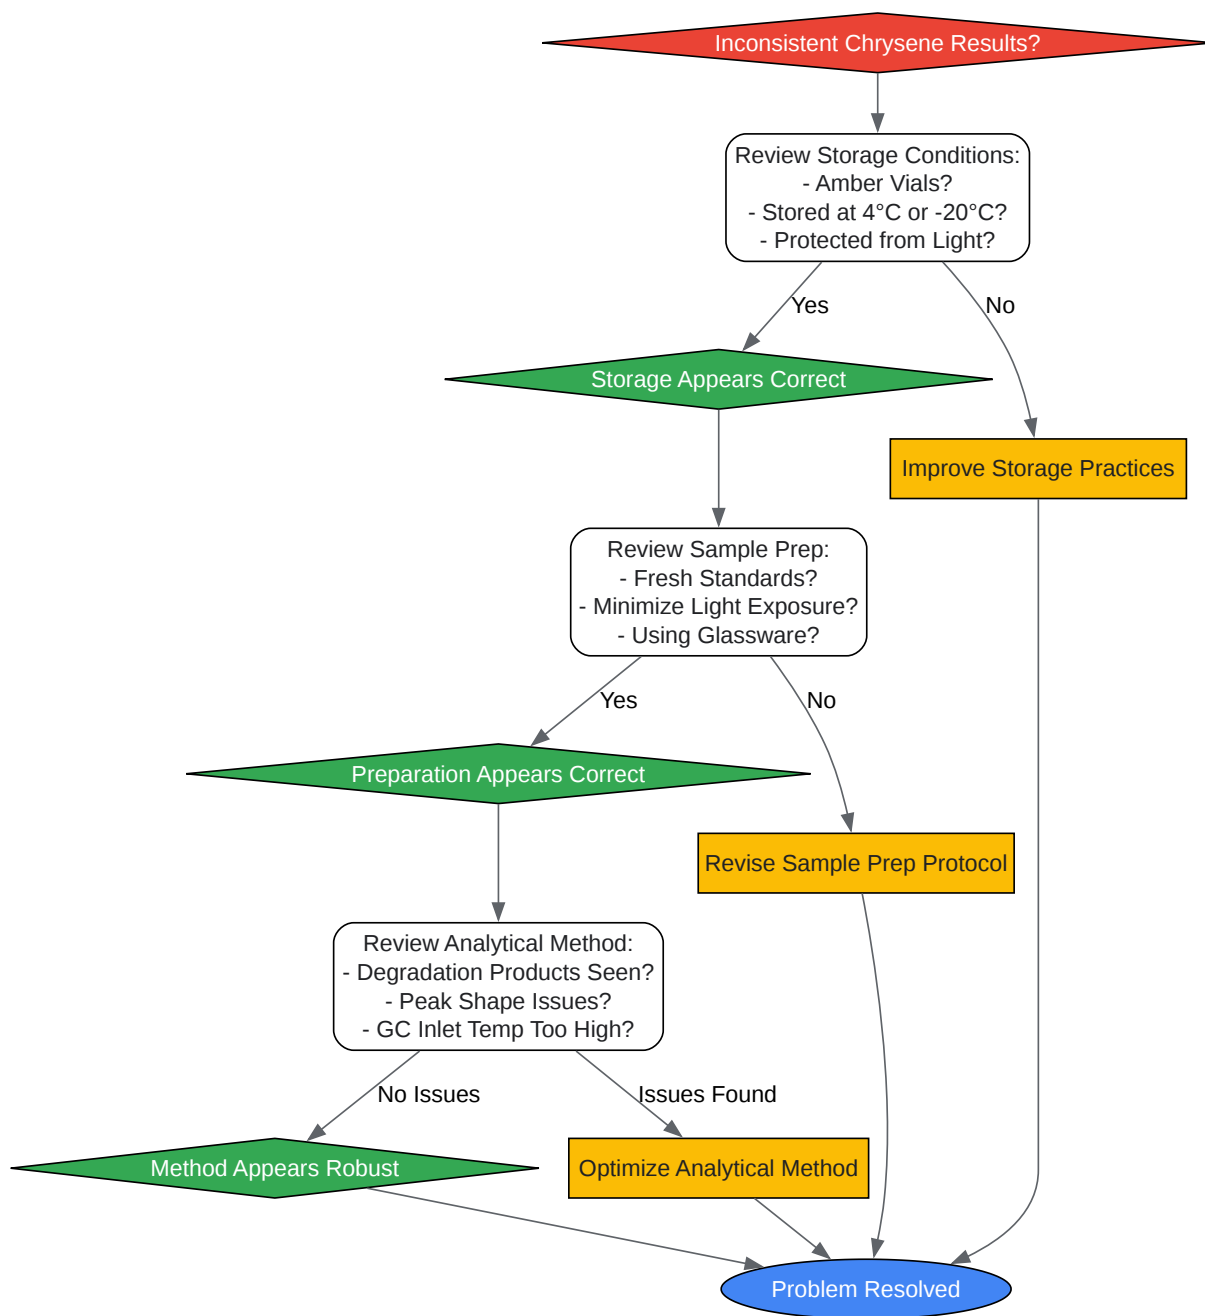 Inconsistent Chrysene Results?
Review Storage Conditions:
- Amber Vials?
- Stored at 4°C or -20°C?
- Protected from Light?
Yes
No
Storage Appears Correct
Improve Storage Practices
Review Sample Prep:
- Fresh Standards?
- Minimize Light Exposure?
- Using Glassware?
Yes
No
Preparation Appears Correct
Revise Sample Prep Protocol
Review Analytical Method:
- Degradation Products Seen?
- Peak Shape Issues?
- GC Inlet Temp Too High?
No Issues
Issues Found
Method Appears Robust
Optimize Analytical Method
Problem Resolved